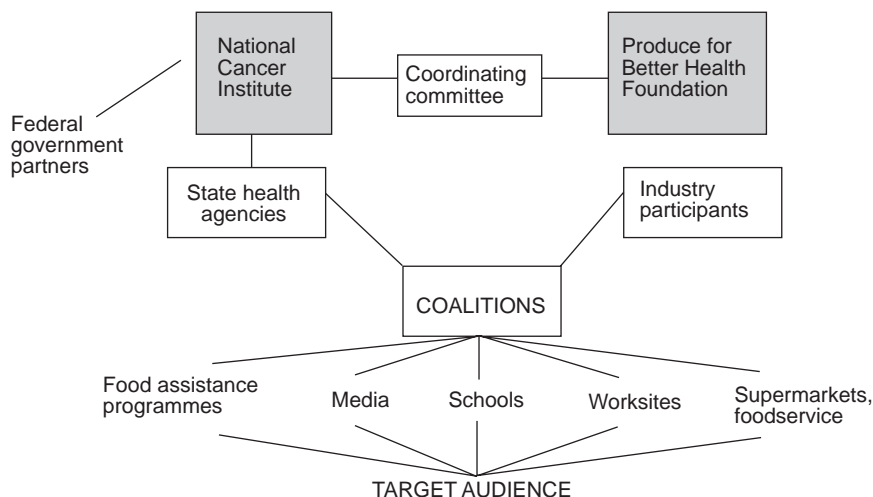 National
Cancer
Institute
Coordinating
committee
Produce for
Better Health
Foundation
Federal
government
partners
State health
agencies
Industry
participants
COALITIONS
Food assistance
programmes
Media
Schools
Worksites
Supermarkets,
foodservice
TARGET AUDIENCE